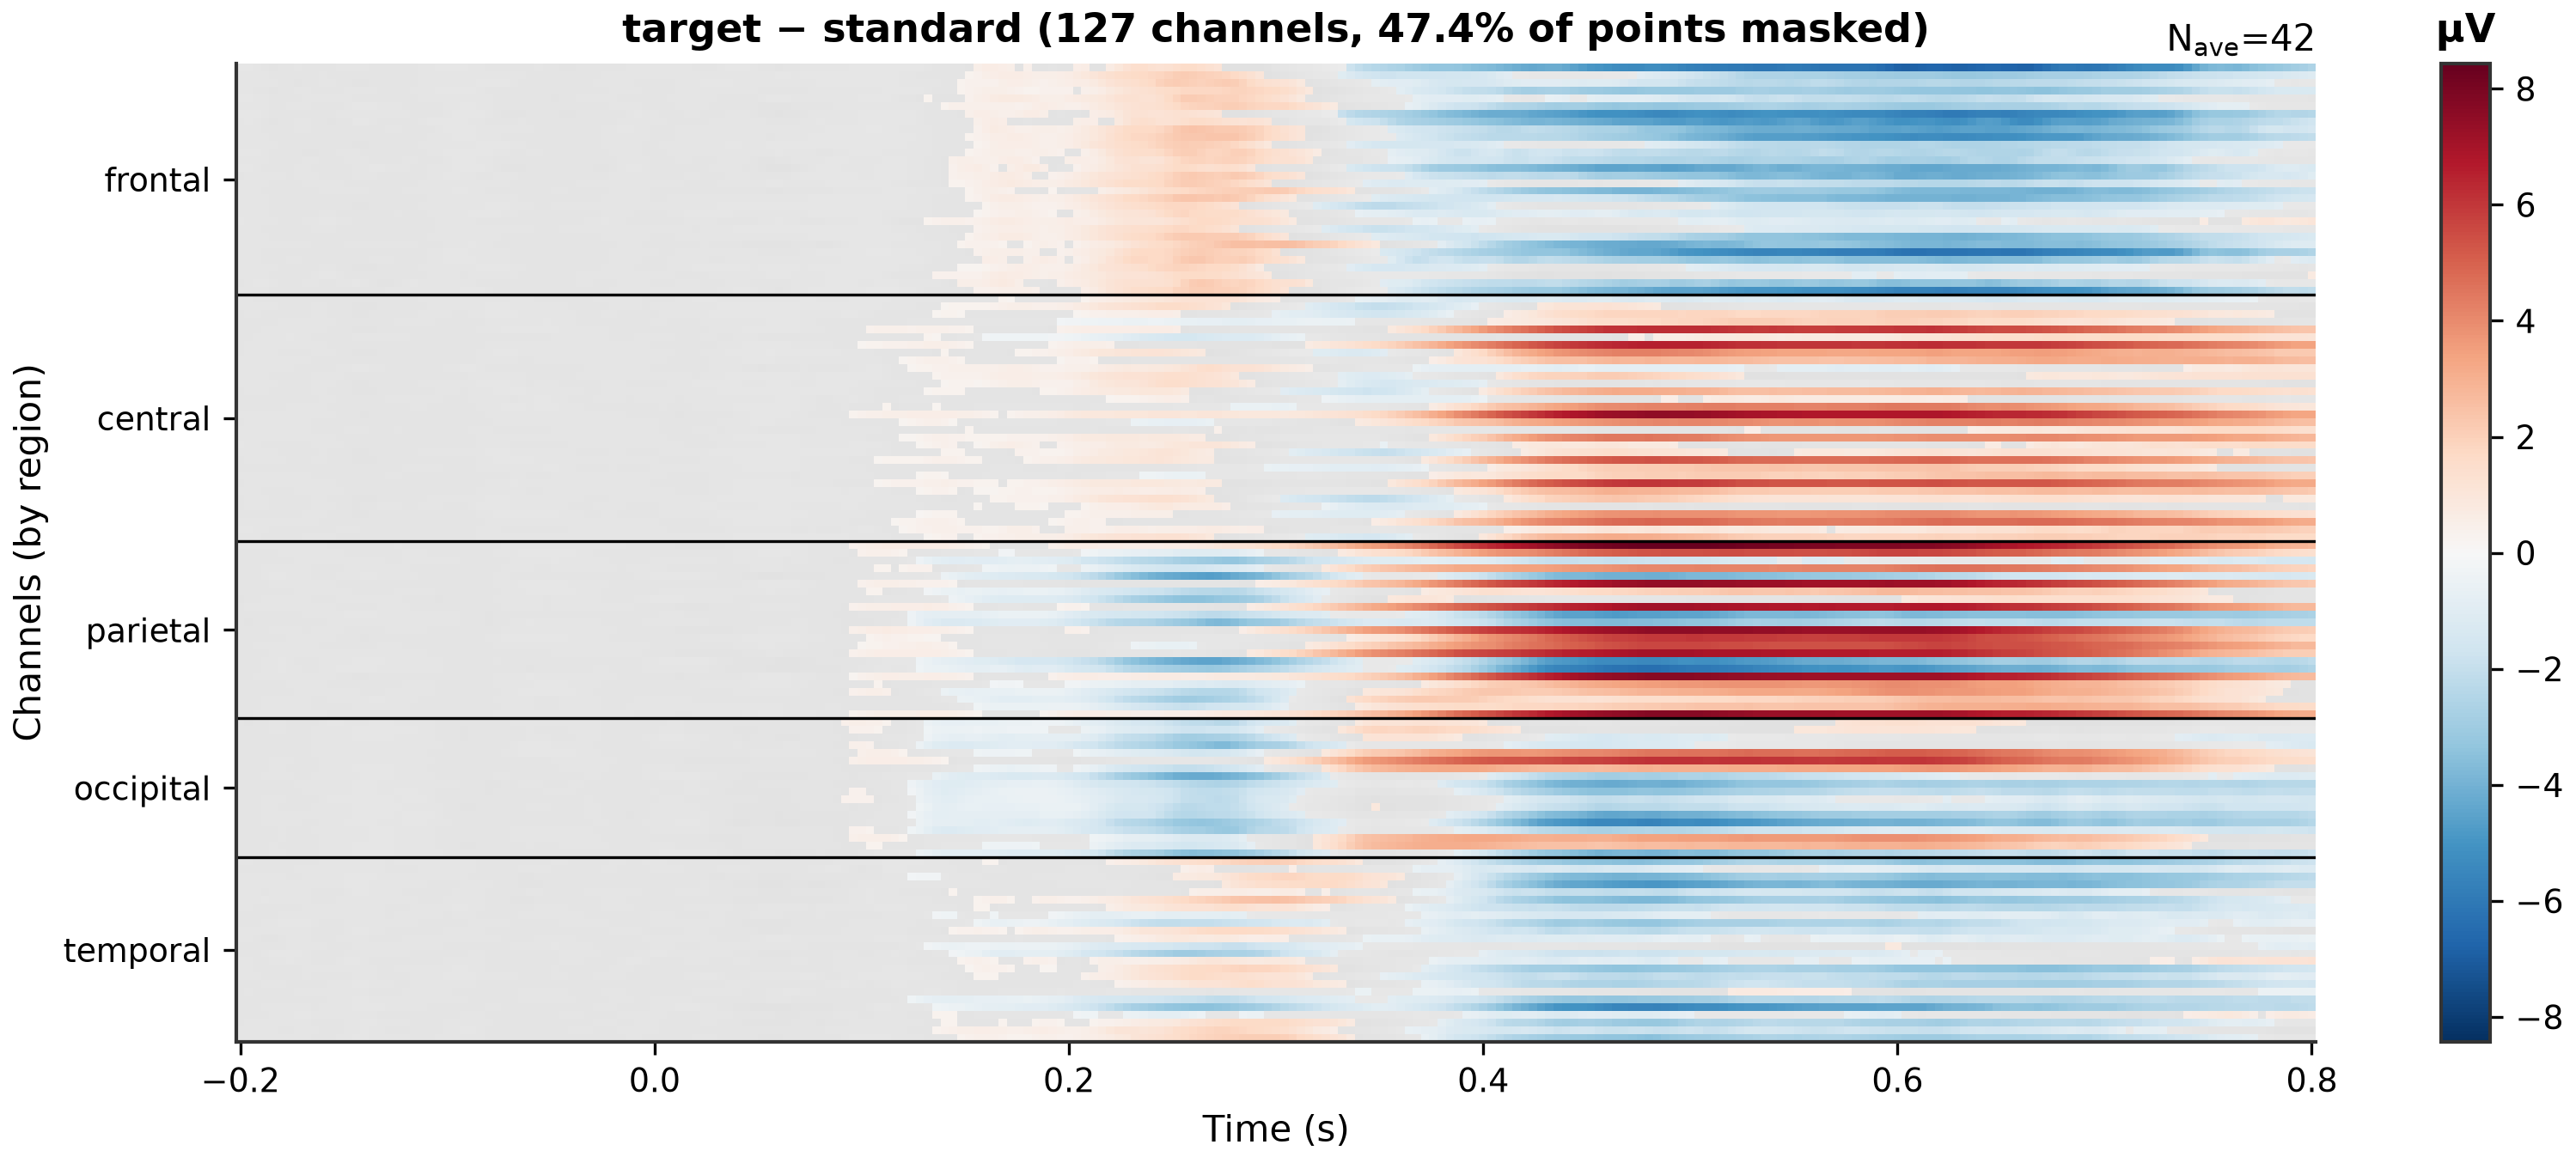 target − standard (127 channels, 47.4% of points masked)
N_ave=42
µV
Channels (by region)
frontal
central
parietal
occipital
temporal
−0.2 0.0 0.2 0.4 0.6 0.8
Time (s)
8
6
4
2
0
−2
−4
−6
−8